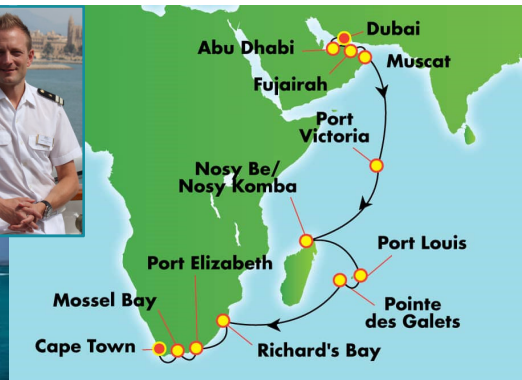 Dubai
Abu Dhabi
Muscat
Fujairah
Port
Victoria
Nosy Be/
Nosy Komba
Port Louis
Port Elizabeth
Mossel Bay
Pointe
des Galets
Cape Town
Richard's Bay